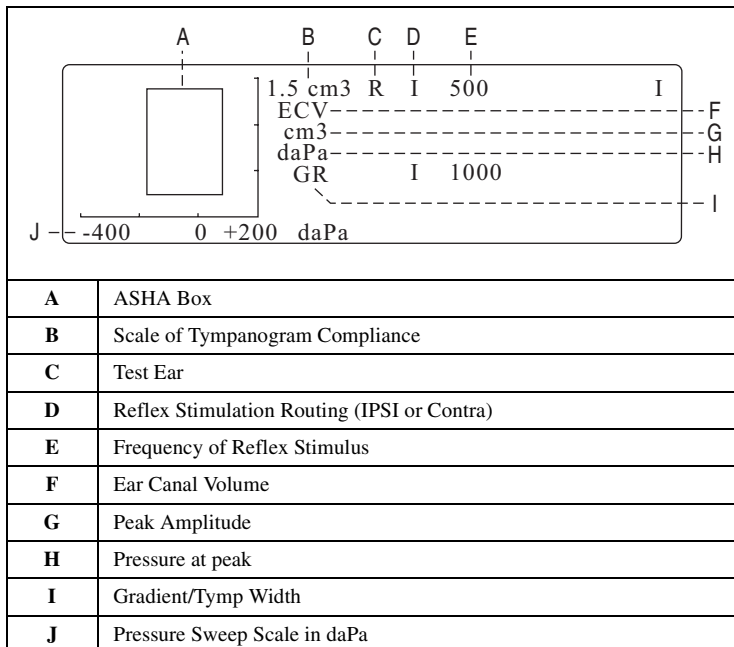 A B C D E
1.5 cm3 R I 500 I
ECV F
cm3 G
daPa H
GR I 1000
I
J -400 0 +200 daPa
A ASHA Box
B Scale of Tympanogram Compliance
C Test Ear
D Reflex Stimulation Routing (IPSI or Contra)
E Frequency of Reflex Stimulus
F Ear Canal Volume
G Peak Amplitude
H Pressure at peak
I Gradient/Tymp Width
J Pressure Sweep Scale in daPa